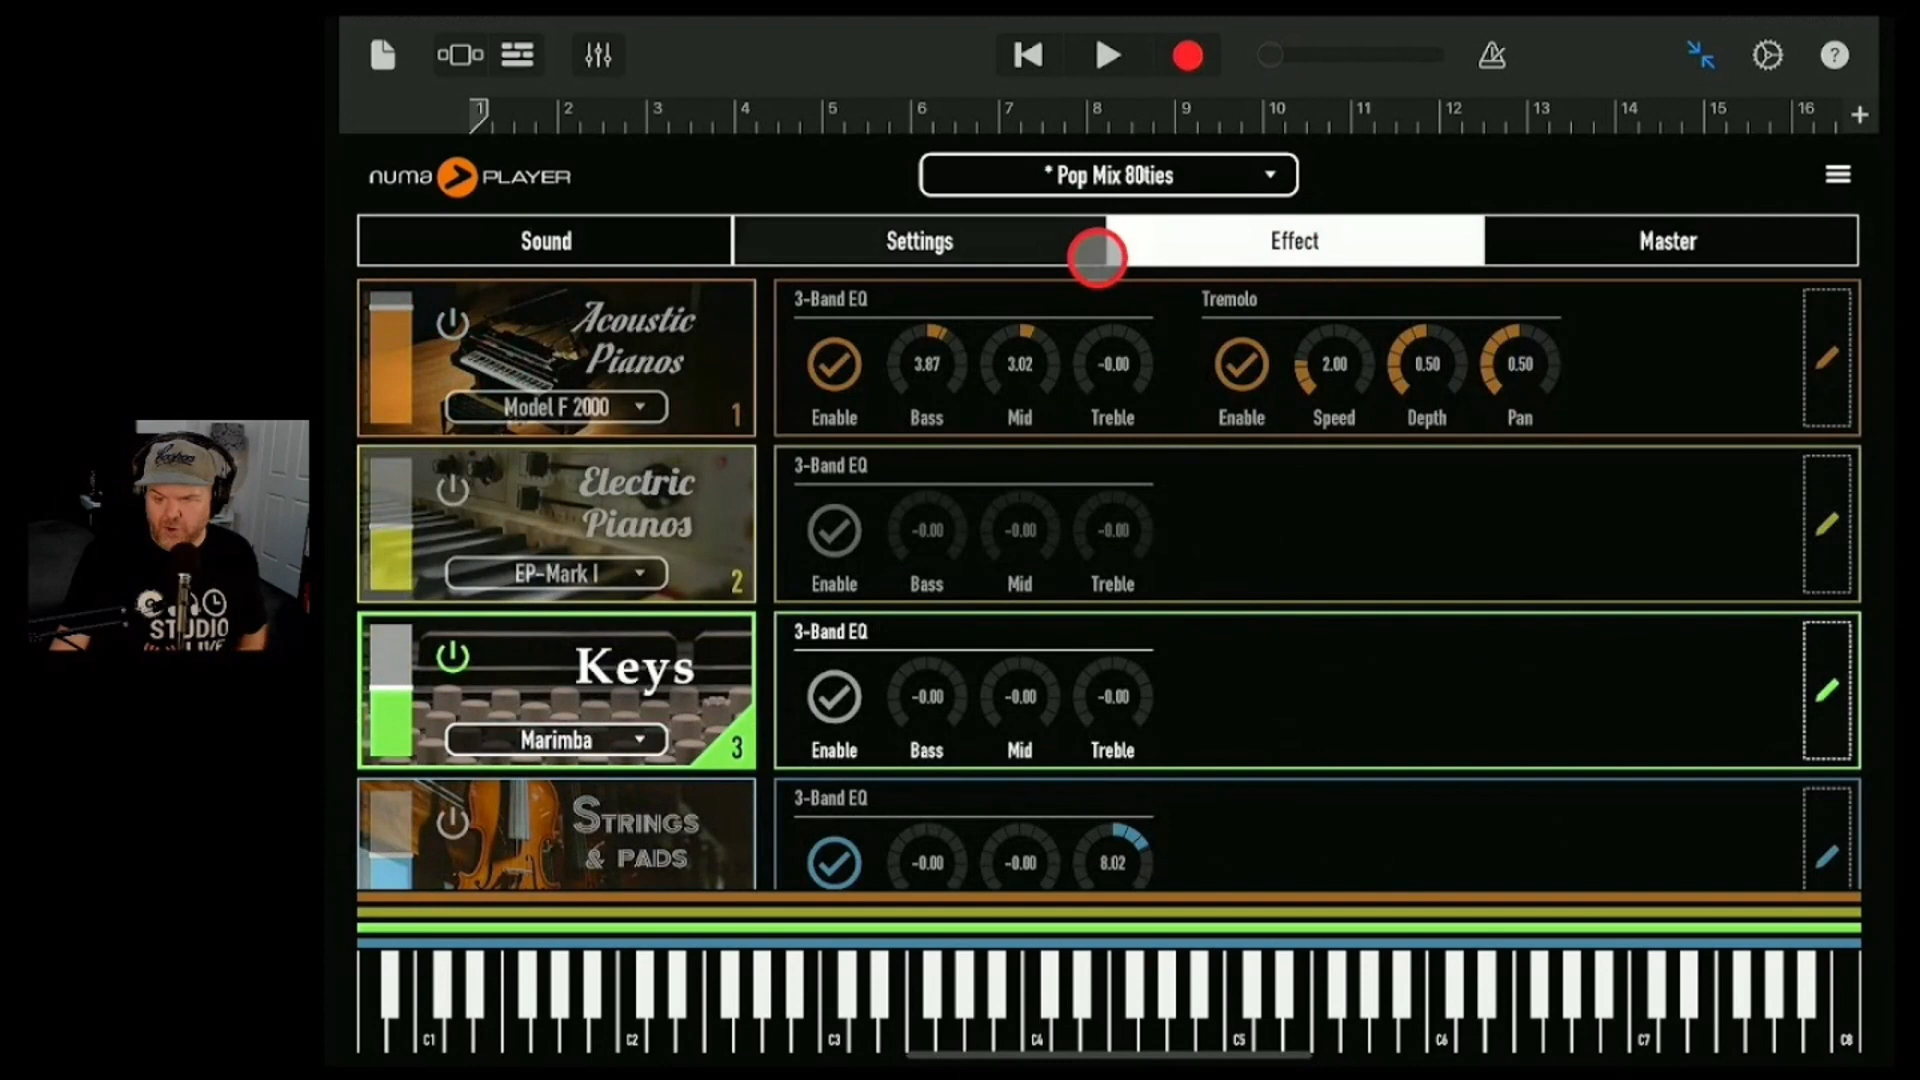 1 2 3 4 5 6 7 8 9 10 11 12 13 14 15 16 +
numa PLAYER
* Pop Mix 80ties
Sound Settings Effect Master
Acoustic
Pianos
Model F 2000
1
3-Band EQ Tremolo
3.87 3.02 -0.00 2.00 0.50 0.50
Enable Bass Mid Treble Enable Speed Depth Pan
Electric
Pianos
EP-Mark I
2
3-Band EQ
-0.00 -0.00 -0.00
Enable Bass Mid Treble
Keys
Marimba
3
3-Band EQ
-0.00 -0.00 -0.00
Enable Bass Mid Treble
STRINGS
& PADS
3-Band EQ
-0.00 -0.00 8.02
C1 C2 C3 C4 C5 C6 C7 C8
STUDIO
LIVE